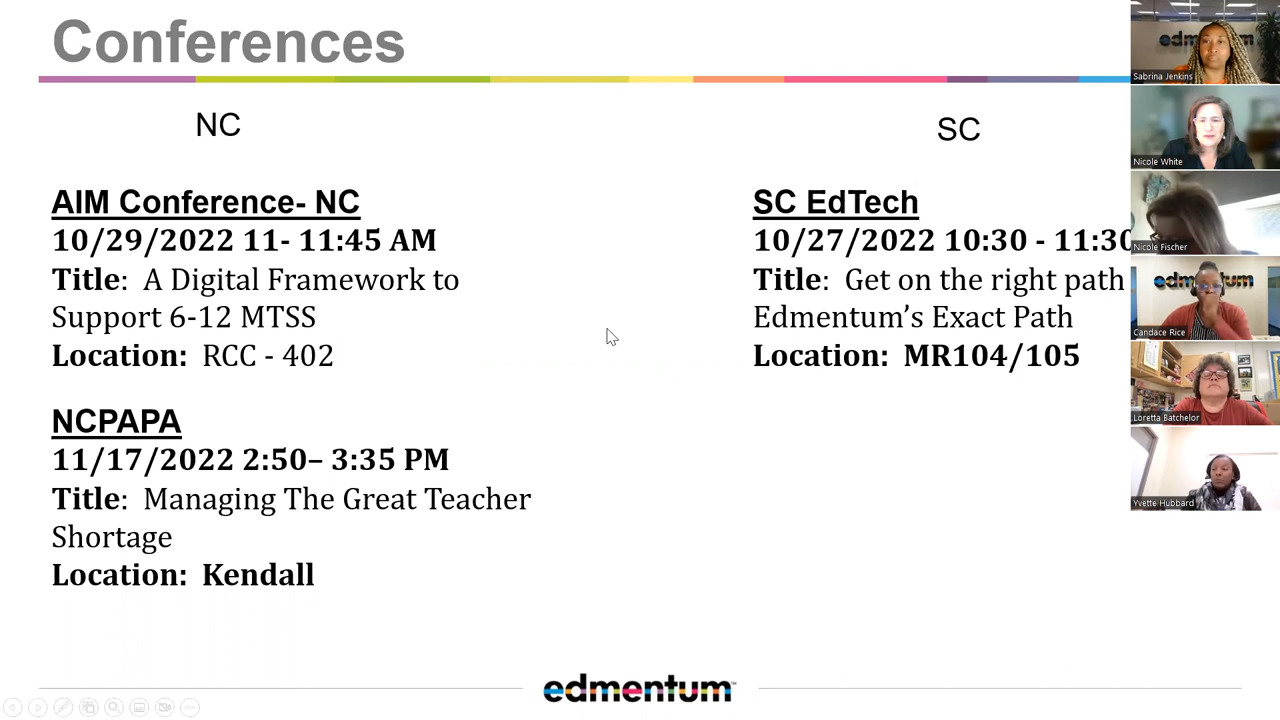 Conferences
NC
AIM Conference- NC
10/29/2022 11- 11:45 AM
Title:  A Digital Framework to
Support 6-12 MTSS
Location:  RCC - 402
NCPAPA
11/17/2022 2:50– 3:35 PM
Title:  Managing The Great Teacher
Shortage
Location:  Kendall
SC
SC EdTech
10/27/2022 10:30 - 11:30
Title:  Get on the right path
Edmentum’s Exact Path
Location:  MR104/105
edmentum
Sabrina Jenkins
Nicole White
Nicole Fischer
edmentum
Candace Rice
Loretta Batchelor
Yvette Hubbard
edmentum